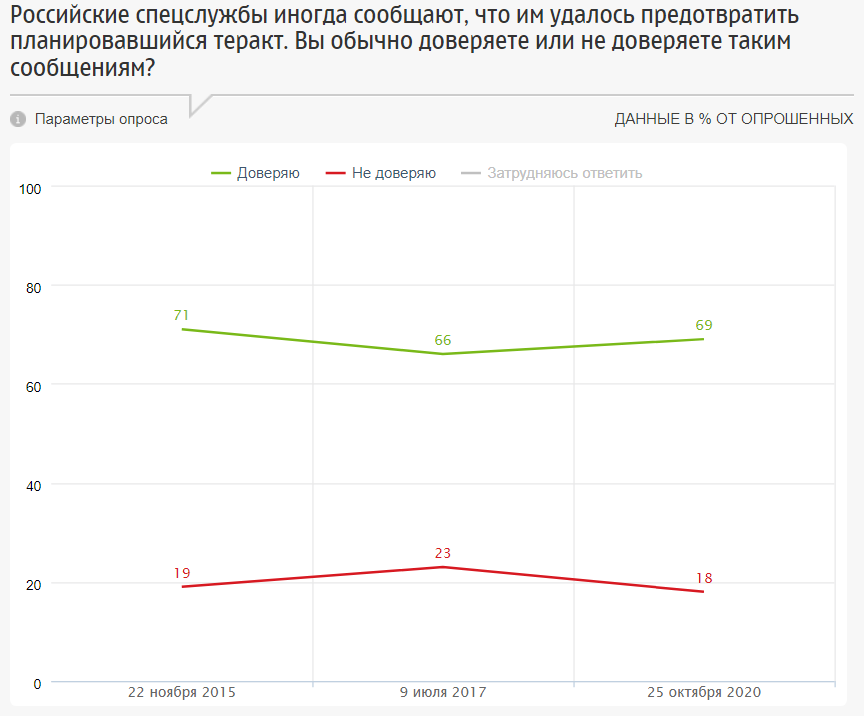 Российские спецслужбы иногда сообщают, что им удалось предотвратить
планировавшийся теракт. Вы обычно доверяете или не доверяете таким
сообщениям?
i Параметры опроса
ДАННЫЕ В % ОТ ОПРОШЕННЫХ
Доверяю Не доверяю Затрудняюсь ответить
100
80
60
40
20
0
71
66
69
19
23
18
22 ноября 2015
9 июля 2017
25 октября 2020